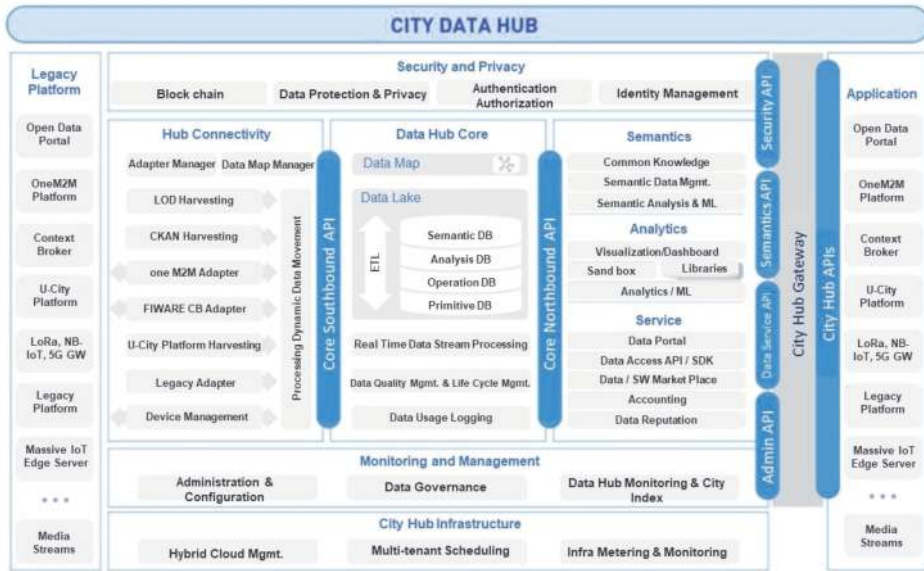 CITY DATA HUB
Legacy
Platform
Open Data
Portal
OneM2M
Platform
Context
Broker
U-City
Platform
LoRa, NB-
IoT, 5G GW
Legacy
Platform
Massive IoT
Edge Server
Media
Streams
Security and Privacy
Block chain
Data Protection & Privacy
Authentication
Authorization
Identity Management
Hub Connectivity
Adapter Manager
Data Map Manager
LOD Harvesting
CKAN Harvesting
one M2M Adapter
FIWARE CB Adapter
U-City Platform Harvesting
Legacy Adapter
Device Management
Processing Dynamic Data Movement
Core Southbound API
Data Hub Core
Data Map
Data Lake
ETL
Semantic DB
Analysis DB
Operation DB
Primitive DB
Real Time Data Stream Processing
Data Quality Mgmt. & Life Cycle Mgmt.
Data Usage Logging
Core Northbound API
Semantics
Common Knowledge
Semantic Data Mgmt.
Semantic Analysis & ML
Analytics
Visualization/Dashboard
Sand box
Libraries
Analytics / ML
Service
Data Portal
Data Access API / SDK
Data / SW Market Place
Accounting
Data Reputation
Monitoring and Management
Administration &
Configuration
Data Governance
Data Hub Monitoring & City
Index
City Hub Infrastructure
Hybrid Cloud Mgmt.
Multi-tenant Scheduling
Infra Metering & Monitoring
Security API
Semantics API
Data Service API
Admin API
City Hub Gateway
City Hub APIs
Application
Open Data
Portal
OneM2M
Platform
Context
Broker
U-City
Platform
LoRa, NB-
IoT, 5G GW
Legacy
Platform
Massive IoT
Edge Server
Media
Streams